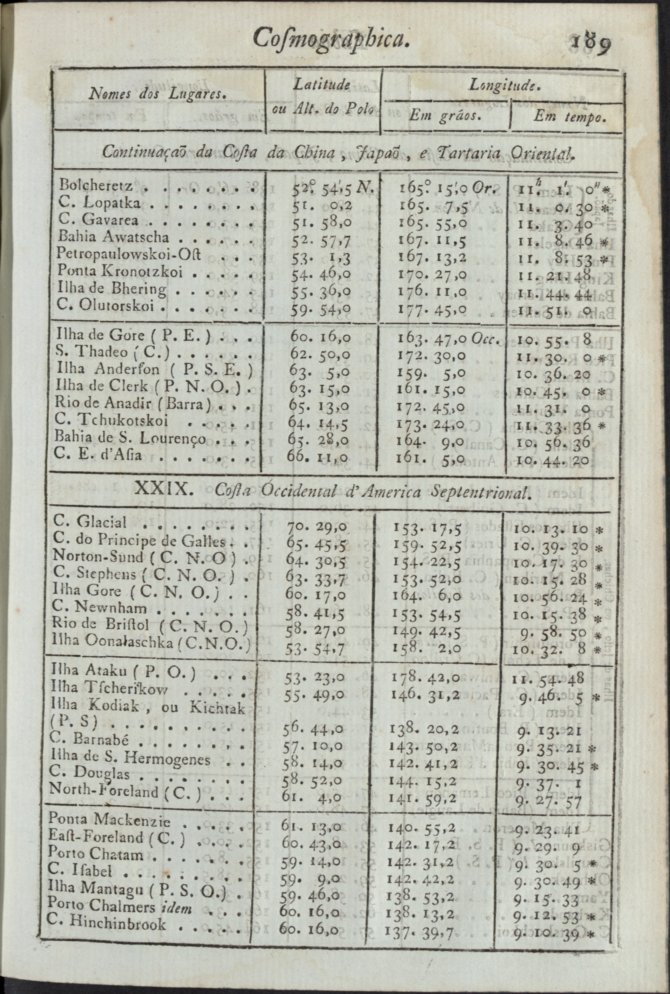 Coſmographica. 189
Nomes dos Lugares. Latitude ou Alt. do Polo Longitude. Em gráos. Em tempo.
Continuaçaõ da Coſta da China, Japaõ, e Tartaria Oriental.
Bolcheretz . . . . . . . 52.° 54,′5 N. 165.° 15,′0 Or. 11.ʰ 1.′ 0″*
C. Lopatka . . . . . . . 51. 0,2 165. 7,5 11. 0. 30 *
C. Gavarea . . . . . . . 51. 58,0 165. 55,0 11. 3. 40
Bahia Awatscha . . . . . 52. 57,7 167. 11,5 11. 8. 46 *
Petropaulowskoi-Oſt . . . 53. 1,3 167. 13,2 11. 8. 53 *
Ponta Kronotzkoi . . . . 54. 46,0 170. 27,0 11. 21. 48
Ilha de Bhering . . . . . 55. 36,0 176. 11,0 11. 44. 44
C. Olutorskoi . . . . . . 59. 54,0 177. 45,0 11. 51. 0
Ilha de Gore ( P. E. ) . . . 60. 16,0 163. 47,0 Occ. 10. 55. 8
S. Thadeo ( C. ) . . . . . . 62. 50,0 172. 30,0 11. 30. 0 *
Ilha Anderſon ( P. S. E. ) 63. 5,0 159. 5,0 10. 36. 20
Ilha de Clerk ( P. N. O. ) . 63. 15,0 161. 15,0 10. 45. 0 *
Rio de Anadir ( Barra ) . . . 65. 13,0 172. 45,0 11. 31. 0
C. Tchukotskoi . . . . . 64. 14,5 173. 24,0 11. 33. 36 *
Bahia de S. Lourenço . . . 65. 28,0 164. 9,0 10. 56. 36
C. E. d'Aſia . . . . . . . 66. 11,0 161. 5,0 10. 44. 20
XXIX. Coſta Occidental d'America Septentrional.
C. Glacial . . . . . . . . 70. 29,0 153. 17,5 10. 13. 10 *
C. do Principe de Galles . . 65. 45,5 159. 52,5 10. 39. 30 *
Norton-Sund ( C. N. O ) . 64. 30,5 154. 22,5 10. 17. 30 *
C. Stephens ( C. N. O. ) . 63. 33,7 153. 52,0 10. 15. 28 *
Ilha Gore ( C. N. O. ) . . 60. 17,0 164. 6,0 10. 56. 24 *
C. Newnham . . . . . . . 58. 41,5 153. 54,5 10. 15. 38 *
Rio de Briſtol ( C. N. O. ) 58. 27,0 149. 42,5 9. 58. 50 *
Ilha Oonalaschka ( C.N.O. ) 53. 54,7 158. 2,0 10. 32. 8 *
Ilha Ataku ( P. O. ) . . . 53. 23,0 178. 42,0 11. 54. 48
Ilha Tſcherikow . . . . . 55. 49,0 146. 31,2 9. 46. 5 *
Ilha Kodiak , ou Kichtak
( P. S ) . . . . . . . . . 56. 44,0 138. 20,2 9. 13. 21
C. Barnabé . . . . . . . . 57. 10,0 143. 50,2 9. 35. 21 *
Ilha de S. Hermogenes . . 58. 14,0 142. 41,2 9. 30. 45 *
C. Douglas . . . . . . . . 58. 52,0 144. 15,2 9. 37. 1
North-Foreland ( C. ) . . . 61. 4,0 141. 59,2 9. 27. 57
Ponta Mackenzie . . . . . 61. 13,0 140. 55,2 9. 23. 41
Eaſt-Foreland ( C. ) . . . . 60. 43,0 142. 17,2 9. 29. 9
Porto Chatam . . . . . . . 59. 14,0 142. 31,2 9. 30. 5 *
C. Iſabel . . . . . . . . 59. 9,0 142. 42,2 9. 30. 49 *
Ilha Mantagu ( P. S. O. ) . 59. 46,0 138. 53,2 9. 15. 33
Porto Chalmers idem . . . 60. 16,0 138. 13,2 9. 12. 53 *
C. Hinchinbrook . . . . . 60. 16,0 137. 39,7 9. 10. 39 *